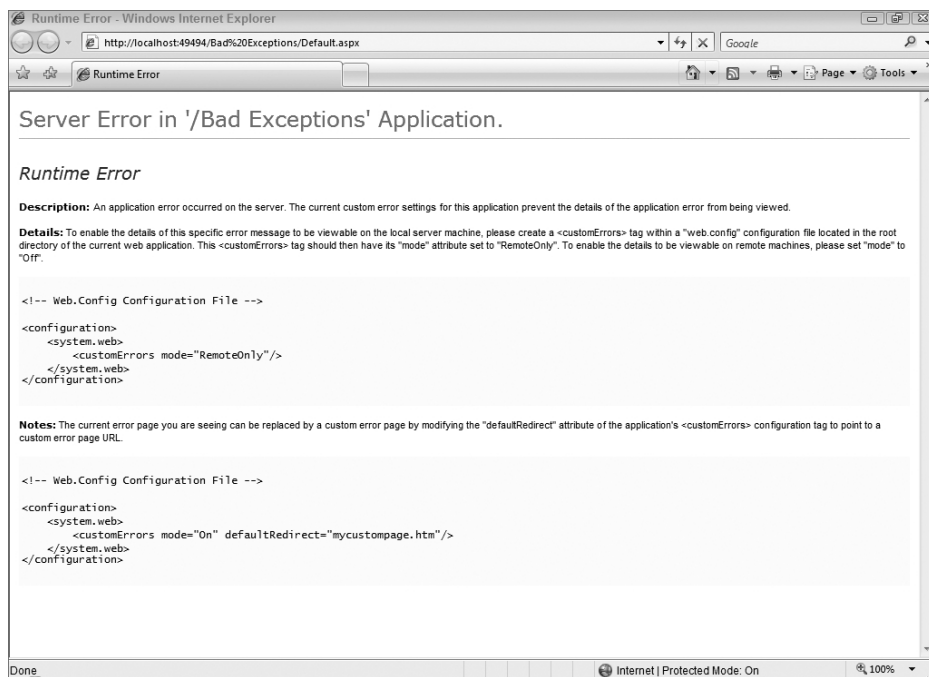 Runtime Error - Windows Internet Explorer
http://localhost:49494/Bad%20Exceptions/Default.aspx
Google
Runtime Error
Page
Tools
Server Error in '/Bad Exceptions' Application.
Runtime Error
Description: An application error occurred on the server. The current custom error settings for this application prevent the details of the application error from being viewed.
Details: To enable the details of this specific error message to be viewable on the local server machine, please create a <customErrors> tag within a "web.config" configuration file located in the root
directory of the current web application. This <customErrors> tag should then have its "mode" attribute set to "RemoteOnly". To enable the details to be viewable on remote machines, please set "mode" to
"Off".
<!-- Web.Config Configuration File -->
<configuration>
    <system.web>
        <customErrors mode="RemoteOnly"/>
    </system.web>
</configuration>
Notes: The current error page you are seeing can be replaced by a custom error page by modifying the "defaultRedirect" attribute of the application's <customErrors> configuration tag to point to a
custom error page URL.
<!-- Web.Config Configuration File -->
<configuration>
    <system.web>
        <customErrors mode="On" defaultRedirect="mycustompage.htm"/>
    </system.web>
</configuration>
Done
Internet | Protected Mode: On
100%